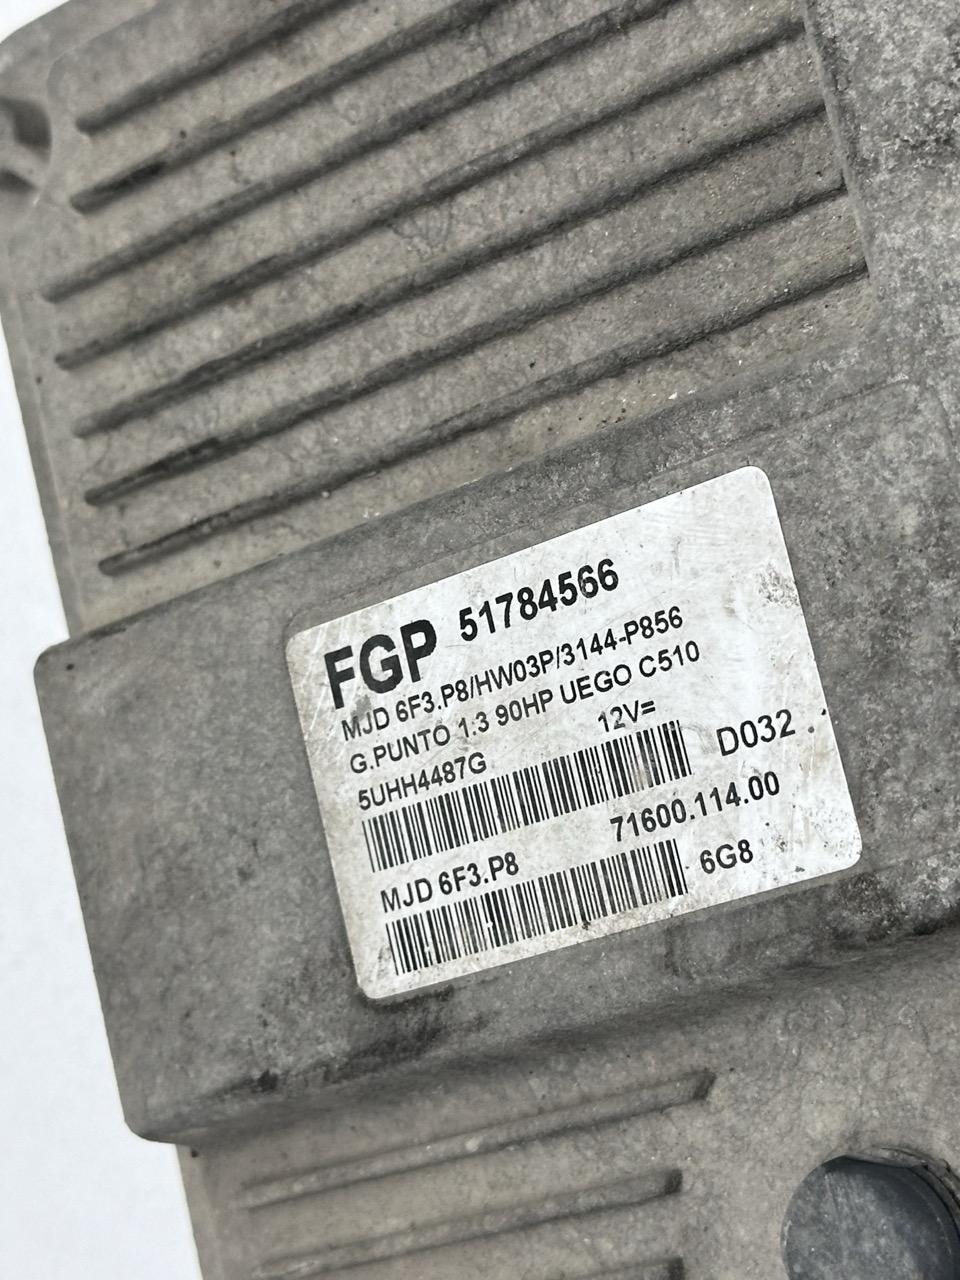 FGP 51784566
MJD 6F3.P8/HW03P/3144-P856
G.PUNTO 1.3 90HP UEGO C510
5UHH4487G 12V=
D032
MJD 6F3.P8 71600.114.00
6G8